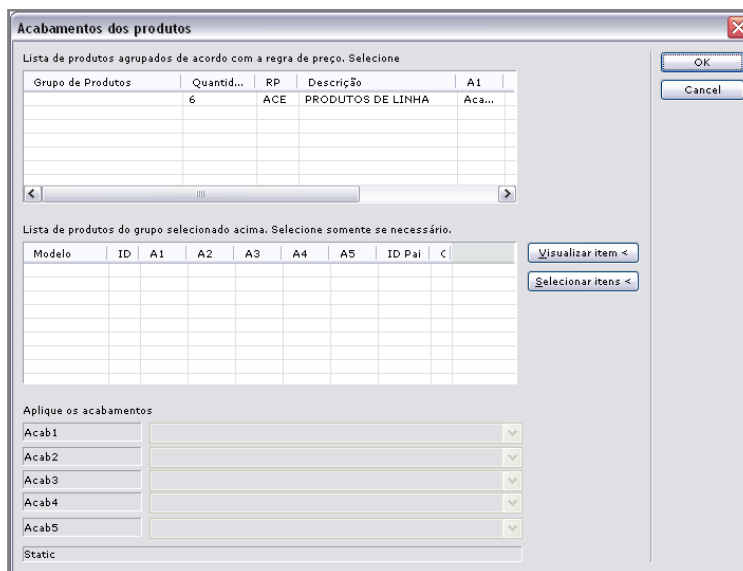 Acabamentos dos produtos
Lista de produtos agrupados de acordo com a regra de preço. Selecione
OK
Cancel
Grupo de Produtos Quantid... RP Descrição A1
6 ACE PRODUTOS DE LINHA Aca...
Lista de produtos do grupo selecionado acima. Selecione somente se necessário.
Modelo ID A1 A2 A3 A4 A5 ID Pai C
Visualizar item <
Selecionar itens <
Aplique os acabamentos
Acab1
Acab2
Acab3
Acab4
Acab5
Static